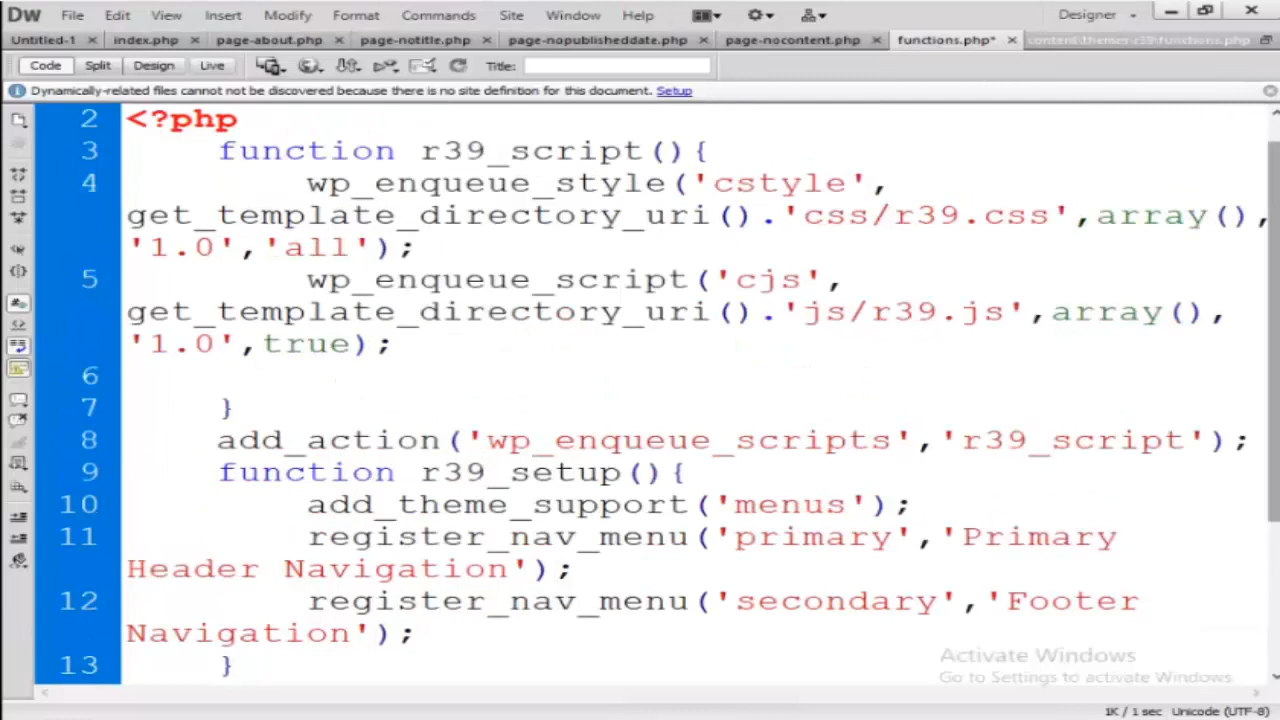 DW File Edit View Insert Modify Format Commands Site Window Help Designer
Untitled-1 index.php page-about.php page-notitle.php page-nopublisheddate.php page-nocontent.php functions.php* content\themes\r39\functions.php
Code Split Design Live Title:
Dynamically-related files cannot not be discovered because there is no site definition for this document. Setup
2 <?php
3 function r39_script(){
4 wp_enqueue_style('cstyle',
get_template_directory_uri().'css/r39.css',array(),
'1.0','all');
5 wp_enqueue_script('cjs',
get_template_directory_uri().'js/r39.js',array(),
'1.0',true);
6
7 }
8 add_action('wp_enqueue_scripts','r39_script');
9 function r39_setup(){
10 add_theme_support('menus');
11 register_nav_menu('primary','Primary
Header Navigation');
12 register_nav_menu('secondary','Footer
Navigation');
13 }
Activate Windows
Go to Settings to activate Windows.
1K / 1 sec Unicode (UTF-8)